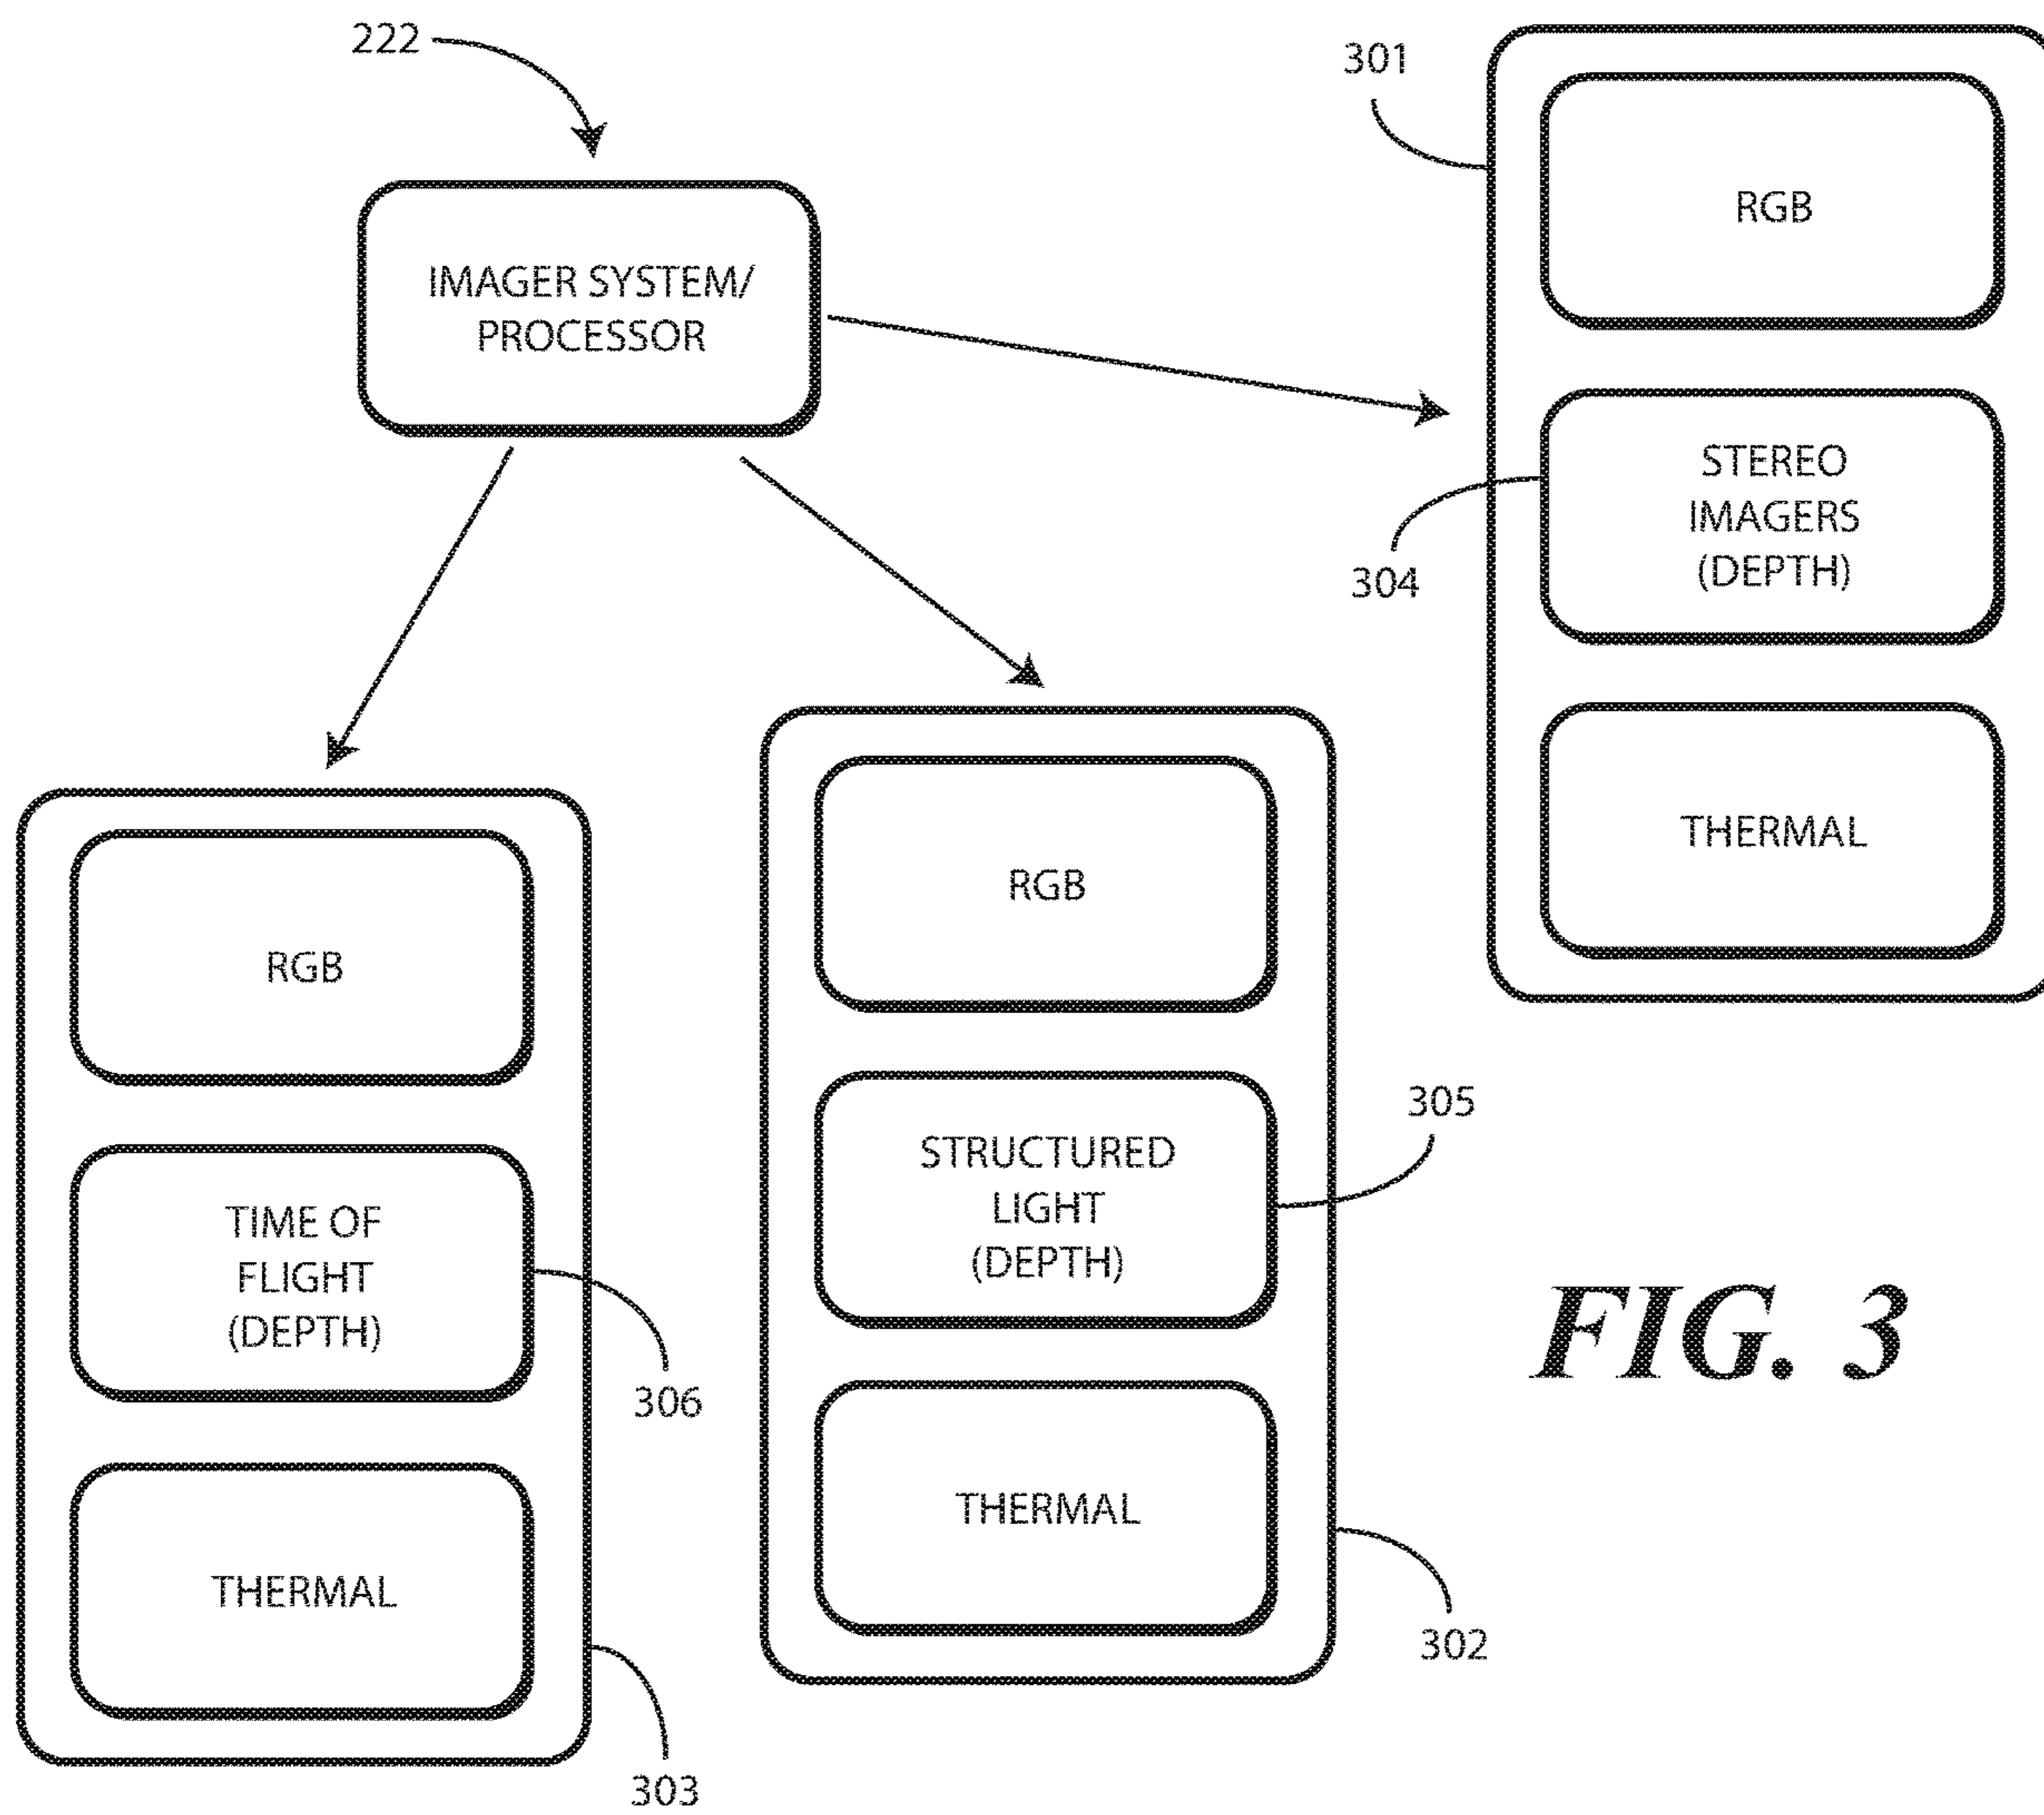 222
IMAGER SYSTEM/
PROCESSOR
301
RGB
STEREO
IMAGERS
(DEPTH)
304
THERMAL
RGB
STRUCTURED
LIGHT
(DEPTH)
305
THERMAL
302
RGB
TIME OF
FLIGHT
(DEPTH)
306
THERMAL
303
FIG. 3